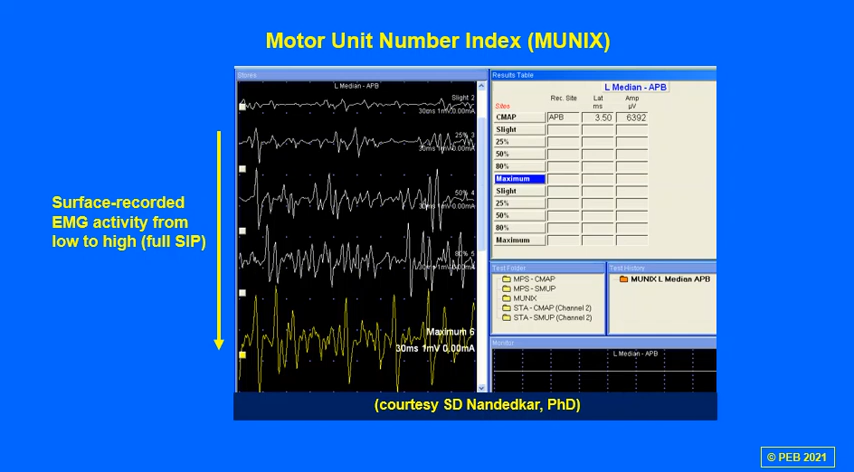 Motor Unit Number Index (MUNIX)
Surface-recorded
EMG activity from
low to high (full SIP)
Stores
L Median - APB
Slight 2
30ms 1mV 0.00mA
25% 3
30ms 1mV 0.00mA
50% 4
30ms 1mV 0.00mA
80% 5
30ms 1mV 0.00mA
Maximum 6
30ms 1mV 0.00mA
Results Table
L Median - APB
Sites
Rec. Site
Lat
ms
Amp
µV
CMAP APB 3.50 6392
Slight
25%
50%
80%
Maximum
Slight
25%
50%
80%
Maximum
Test Folder
MPS - CMAP
MPS - SMUP
MUNIX
STA - CMAP (Channel 2)
STA - SMUP (Channel 2)
Test History
MUNIX L Median APB
Monitor
L Median - APB
(courtesy SD Nandedkar, PhD)
© PEB 2021